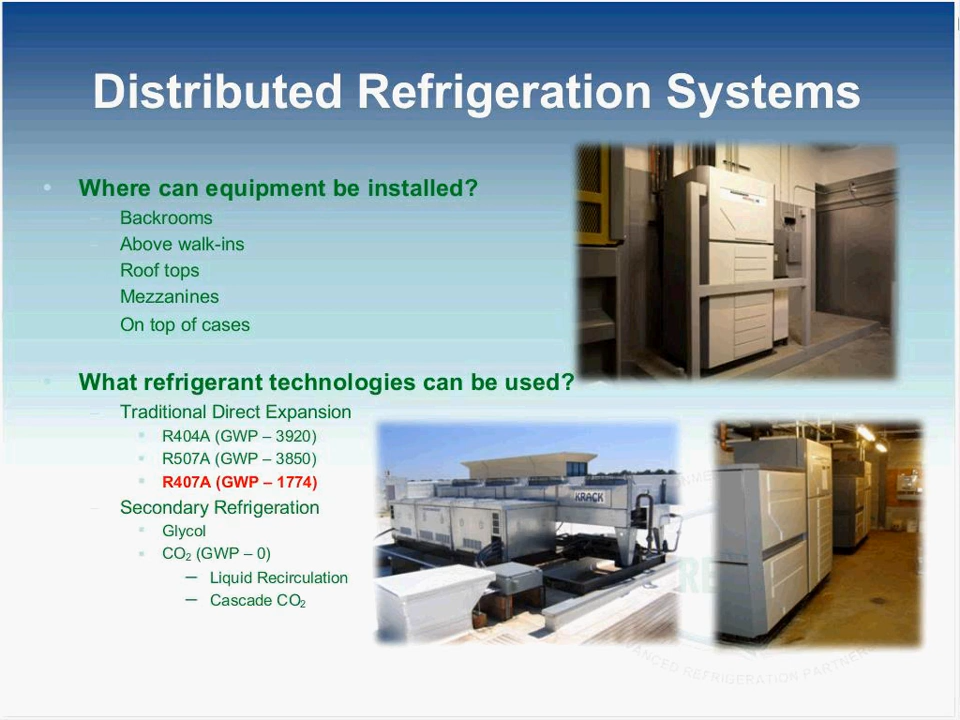 Distributed Refrigeration Systems
• Where can equipment be installed?
– Backrooms
– Above walk-ins
Roof tops
Mezzanines
On top of cases
• What refrigerant technologies can be used?
– Traditional Direct Expansion
• R404A (GWP – 3920)
• R507A (GWP – 3850)
• R407A (GWP – 1774)
– Secondary Refrigeration
• Glycol
• CO₂ (GWP – 0)
– Liquid Recirculation
– Cascade CO₂
KRACK
ADVANCED REFRIGERATION PARTNER